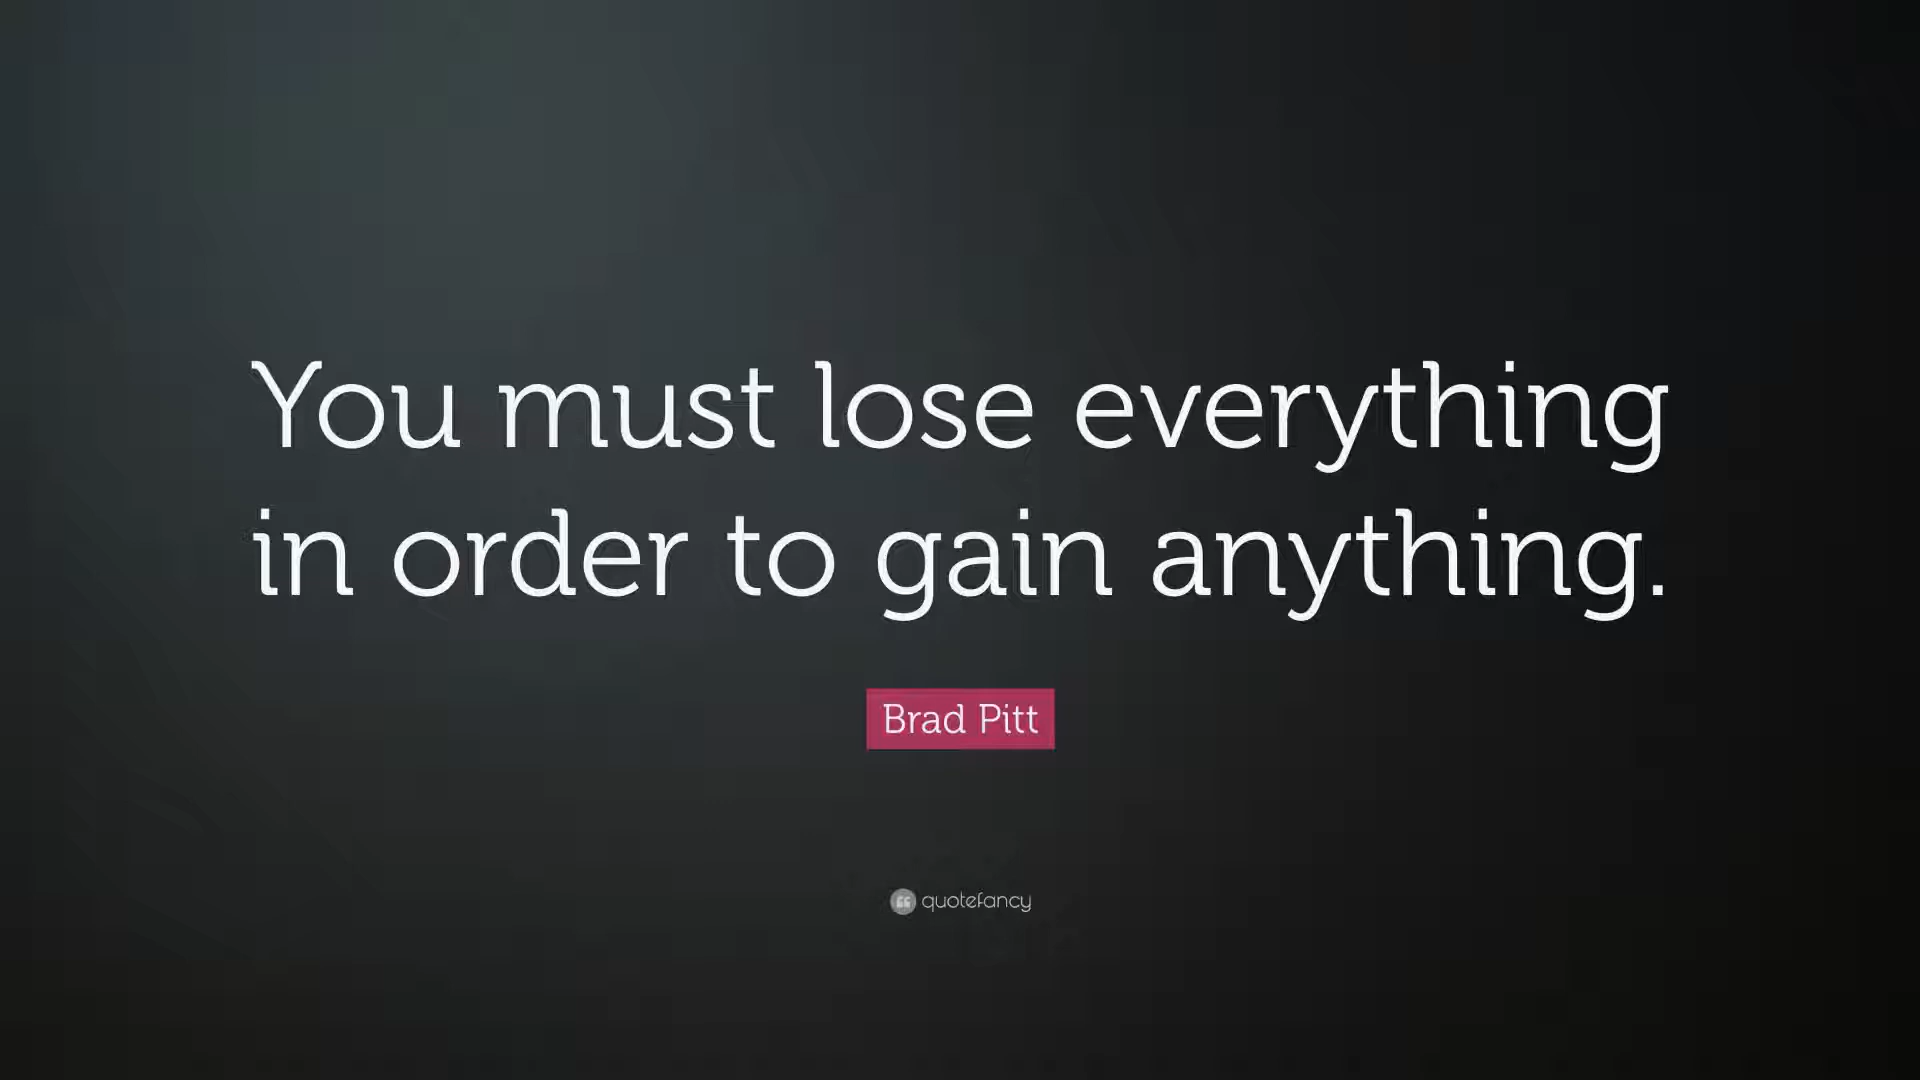 You must lose everything
in order to gain anything.
Brad Pitt
quotefancy